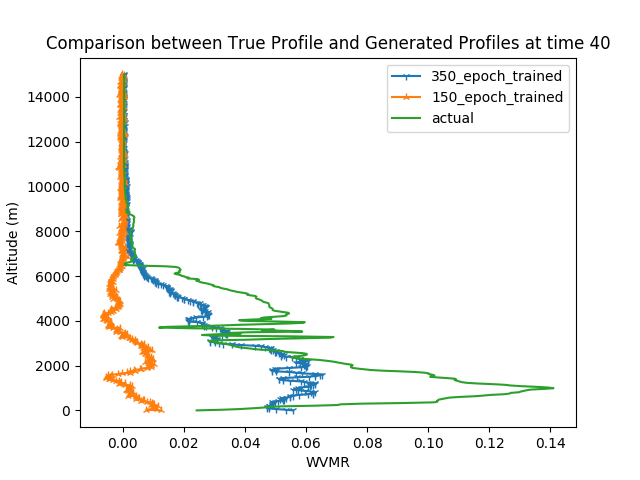 Comparison between True Profile and Generated Profiles at time 40
350_epoch_trained
150_epoch_trained
actual
Altitude (m)
14000
12000
10000
8000
6000
4000
2000
0
0.00 0.02 0.04 0.06 0.08 0.10 0.12 0.14
WVMR